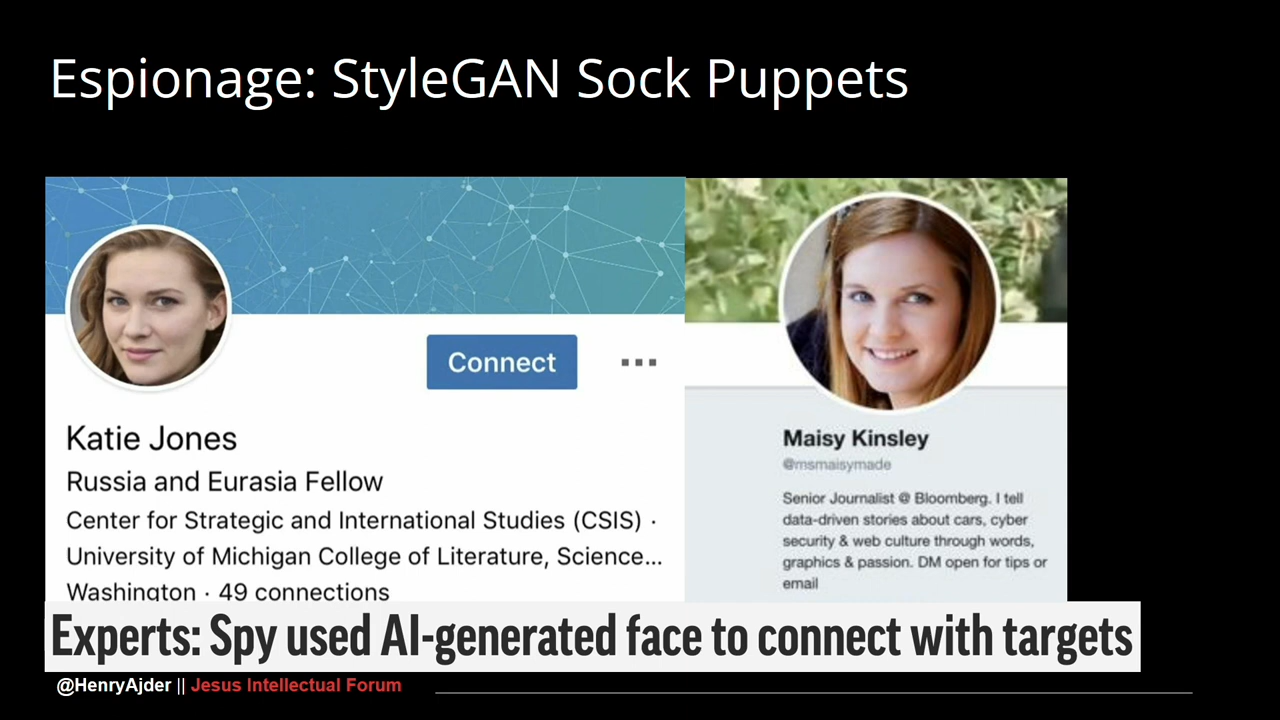 Espionage: StyleGAN Sock Puppets
Connect
Katie Jones
Russia and Eurasia Fellow
Center for Strategic and International Studies (CSIS) ·
University of Michigan College of Literature, Science...
Washington · 49 connections
Maisy Kinsley
@msmaisymade
Senior Journalist @ Bloomberg. I tell
data-driven stories about cars, cyber
security & web culture through words,
graphics & passion. DM open for tips or
email
Experts: Spy used AI-generated face to connect with targets
@HenryAjder || Jesus Intellectual Forum